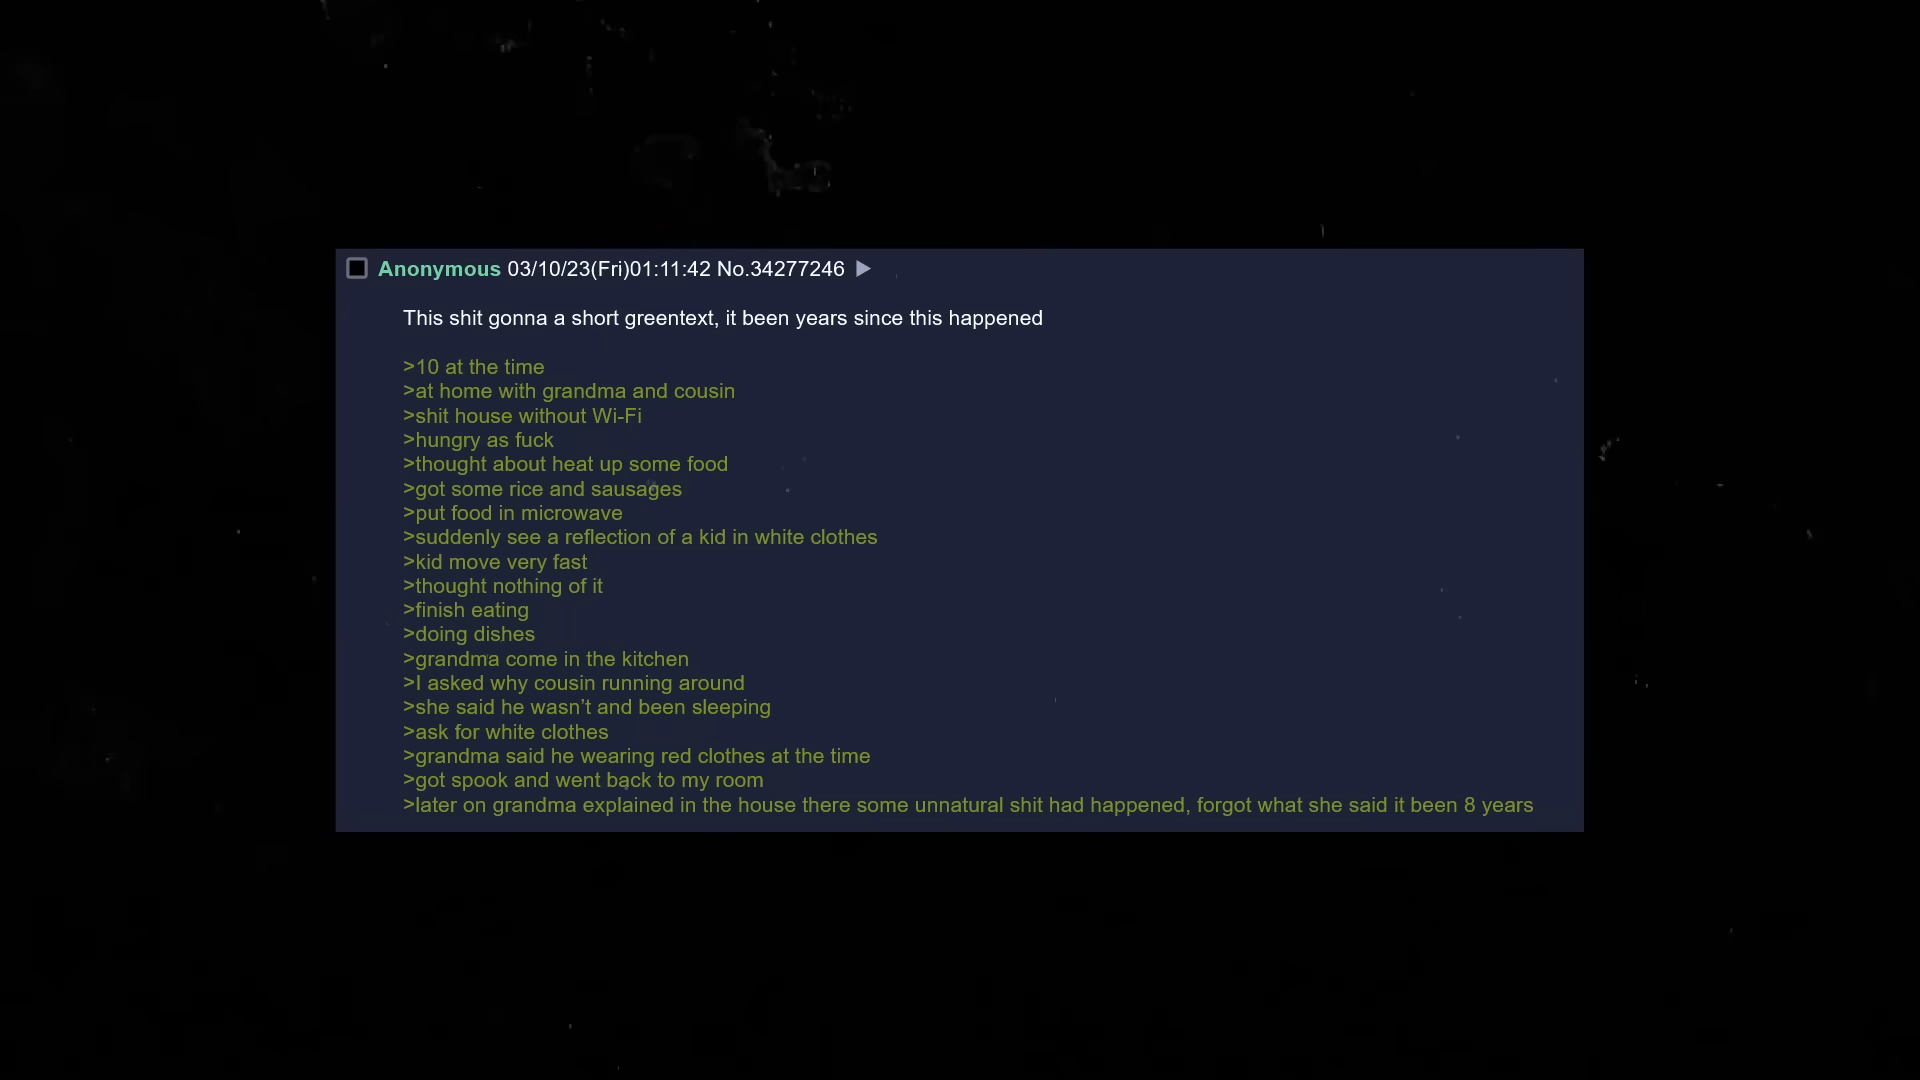 Anonymous 03/10/23(Fri)01:11:42 No.34277246 ▶
This shit gonna a short greentext, it been years since this happened
>10 at the time
>at home with grandma and cousin
>shit house without Wi-Fi
>hungry as fuck
>thought about heat up some food
>got some rice and sausages
>put food in microwave
>suddenly see a reflection of a kid in white clothes
>kid move very fast
>thought nothing of it
>finish eating
>doing dishes
>grandma come in the kitchen
>I asked why cousin running around
>she said he wasn’t and been sleeping
>ask for white clothes
>grandma said he wearing red clothes at the time
>got spook and went back to my room
>later on grandma explained in the house there some unnatural shit had happened, forgot what she said it been 8 years